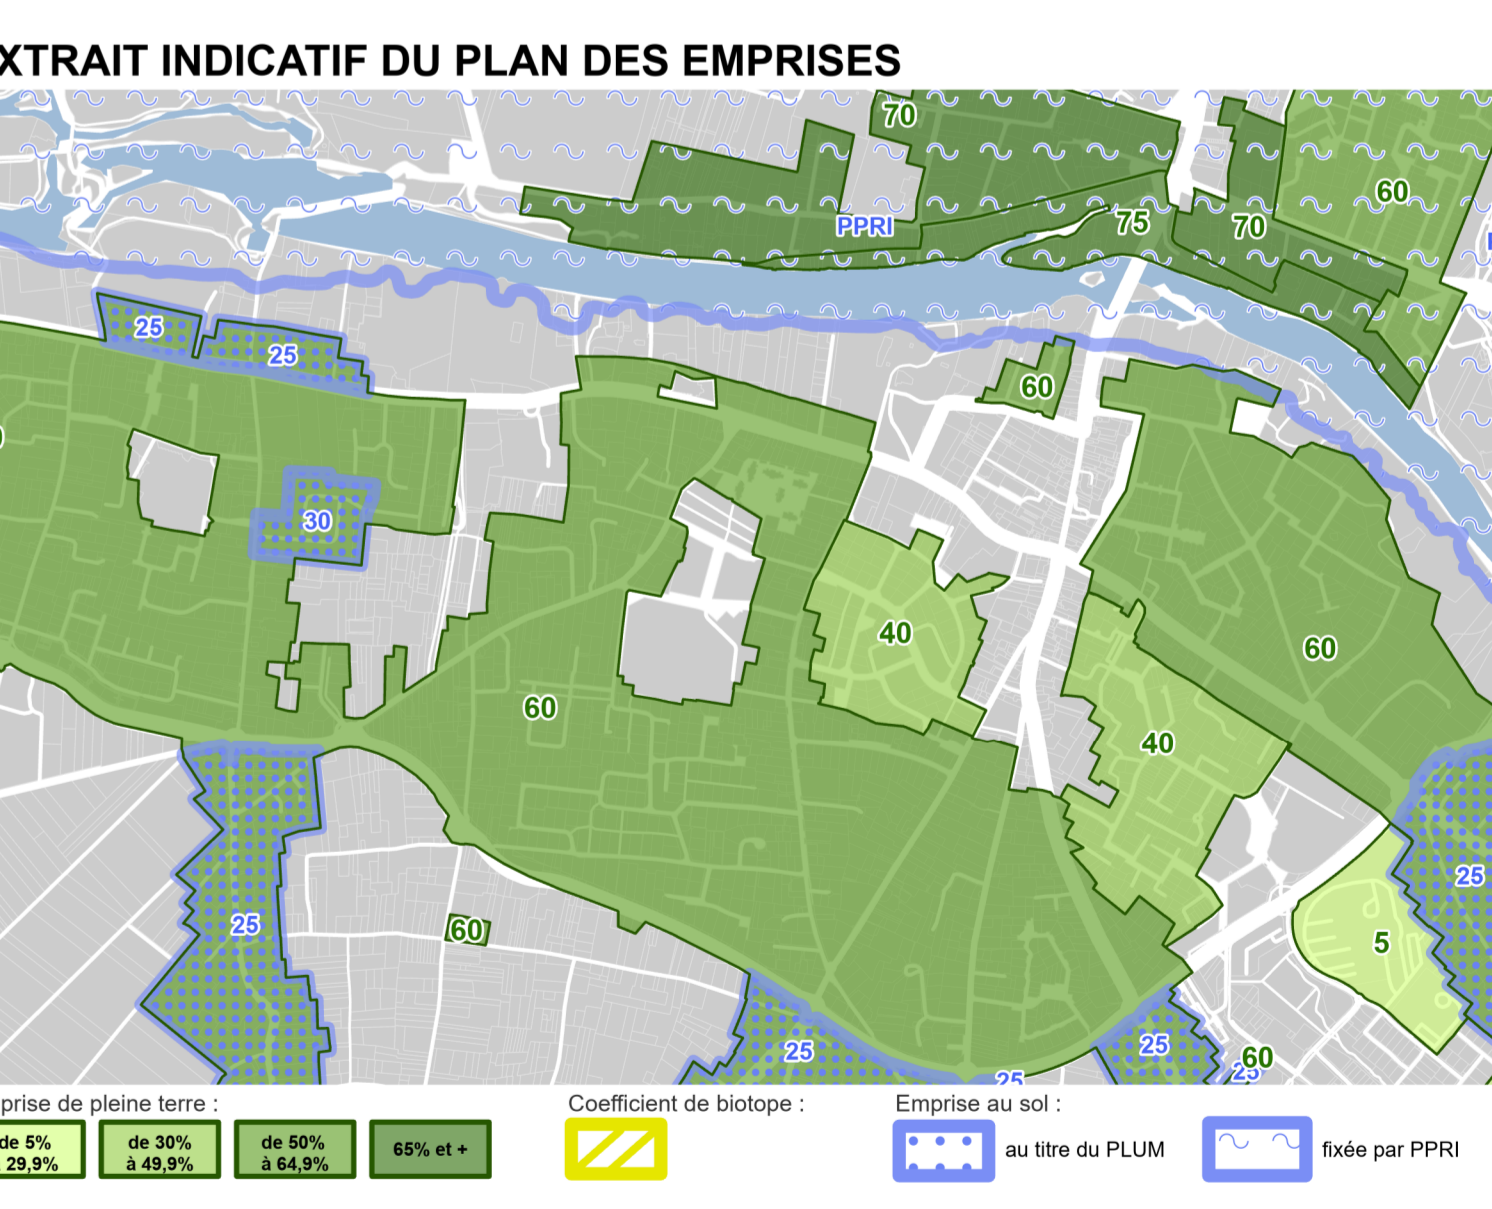 XTRAIT INDICATIF DU PLAN DES EMPRISES
70
60
75
70
PPRI
25
25
60
30
40
60
60
40
25
25
60
5
25
25
60
25
25
prise de pleine terre :
Coefficient de biotope :
Emprise au sol :
de 5%
29,9%
de 30%
à 49,9%
de 50%
à 64,9%
65% et +
au titre du PLUM
fixée par PPRI